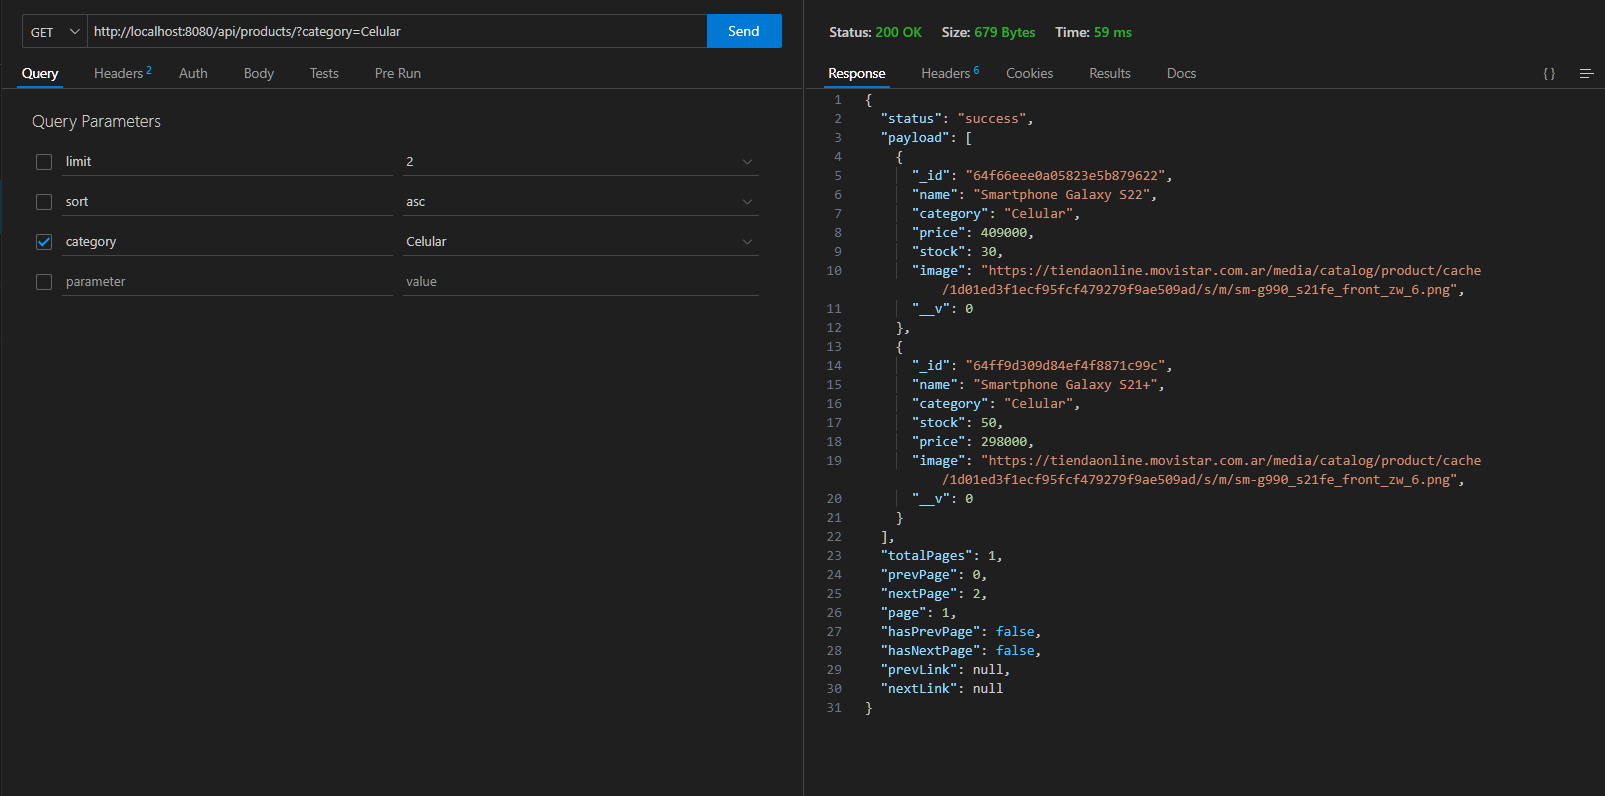 GET http://localhost:8080/api/products/?category=Celular Send
Query Headers 2 Auth Body Tests Pre Run
Query Parameters
limit 2
sort asc
category Celular
parameter value
Status: 200 OK Size: 679 Bytes Time: 59 ms
Response Headers 6 Cookies Results Docs { }
1 {
2 "status": "success",
3 "payload": [
4 {
5 "_id": "64f66eee0a05823e5b879622",
6 "name": "Smartphone Galaxy S22",
7 "category": "Celular",
8 "price": 409000,
9 "stock": 30,
10 "image": "https://tiendaonline.movistar.com.ar/media/catalog/product/cache
/1d01ed3f1ecf95fcf479279f9ae509ad/s/m/sm-g990_s21fe_front_zw_6.png",
11 "__v": 0
12 },
13 {
14 "_id": "64ff9d309d84ef4f8871c99c",
15 "name": "Smartphone Galaxy S21+",
16 "category": "Celular",
17 "stock": 50,
18 "price": 298000,
19 "image": "https://tiendaonline.movistar.com.ar/media/catalog/product/cache
/1d01ed3f1ecf95fcf479279f9ae509ad/s/m/sm-g990_s21fe_front_zw_6.png",
20 "__v": 0
21 }
22 ],
23 "totalPages": 1,
24 "prevPage": 0,
25 "nextPage": 2,
26 "page": 1,
27 "hasPrevPage": false,
28 "hasNextPage": false,
29 "prevLink": null,
30 "nextLink": null
31 }